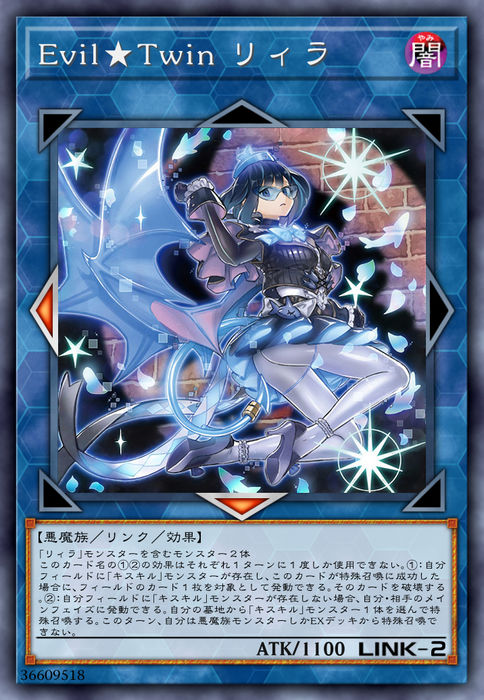 Evil★Twin リィラ
やみ
闇
【悪魔族／リンク／効果】
「リィラ」モンスターを含むモンスター２体
このカード名の①②の効果はそれぞれ１ターンに１度しか使用できない。①：自分
フィールドに「キスキル」モンスターが存在し、このカードが特殊召喚に成功した
場合に、フィールドのカード１枚を対象として発動できる。そのカードを破壊する
。②：自分フィールドに「キスキル」モンスターが存在しない場合、自分・相手のメイ
ンフェイズに発動できる。自分の墓地から「キスキル」モンスター１体を選んで特
殊召喚する。このターン、自分は悪魔族モンスターしかEXデッキから特殊召喚で
きない。
ATK/1100 LINK-2
36609518